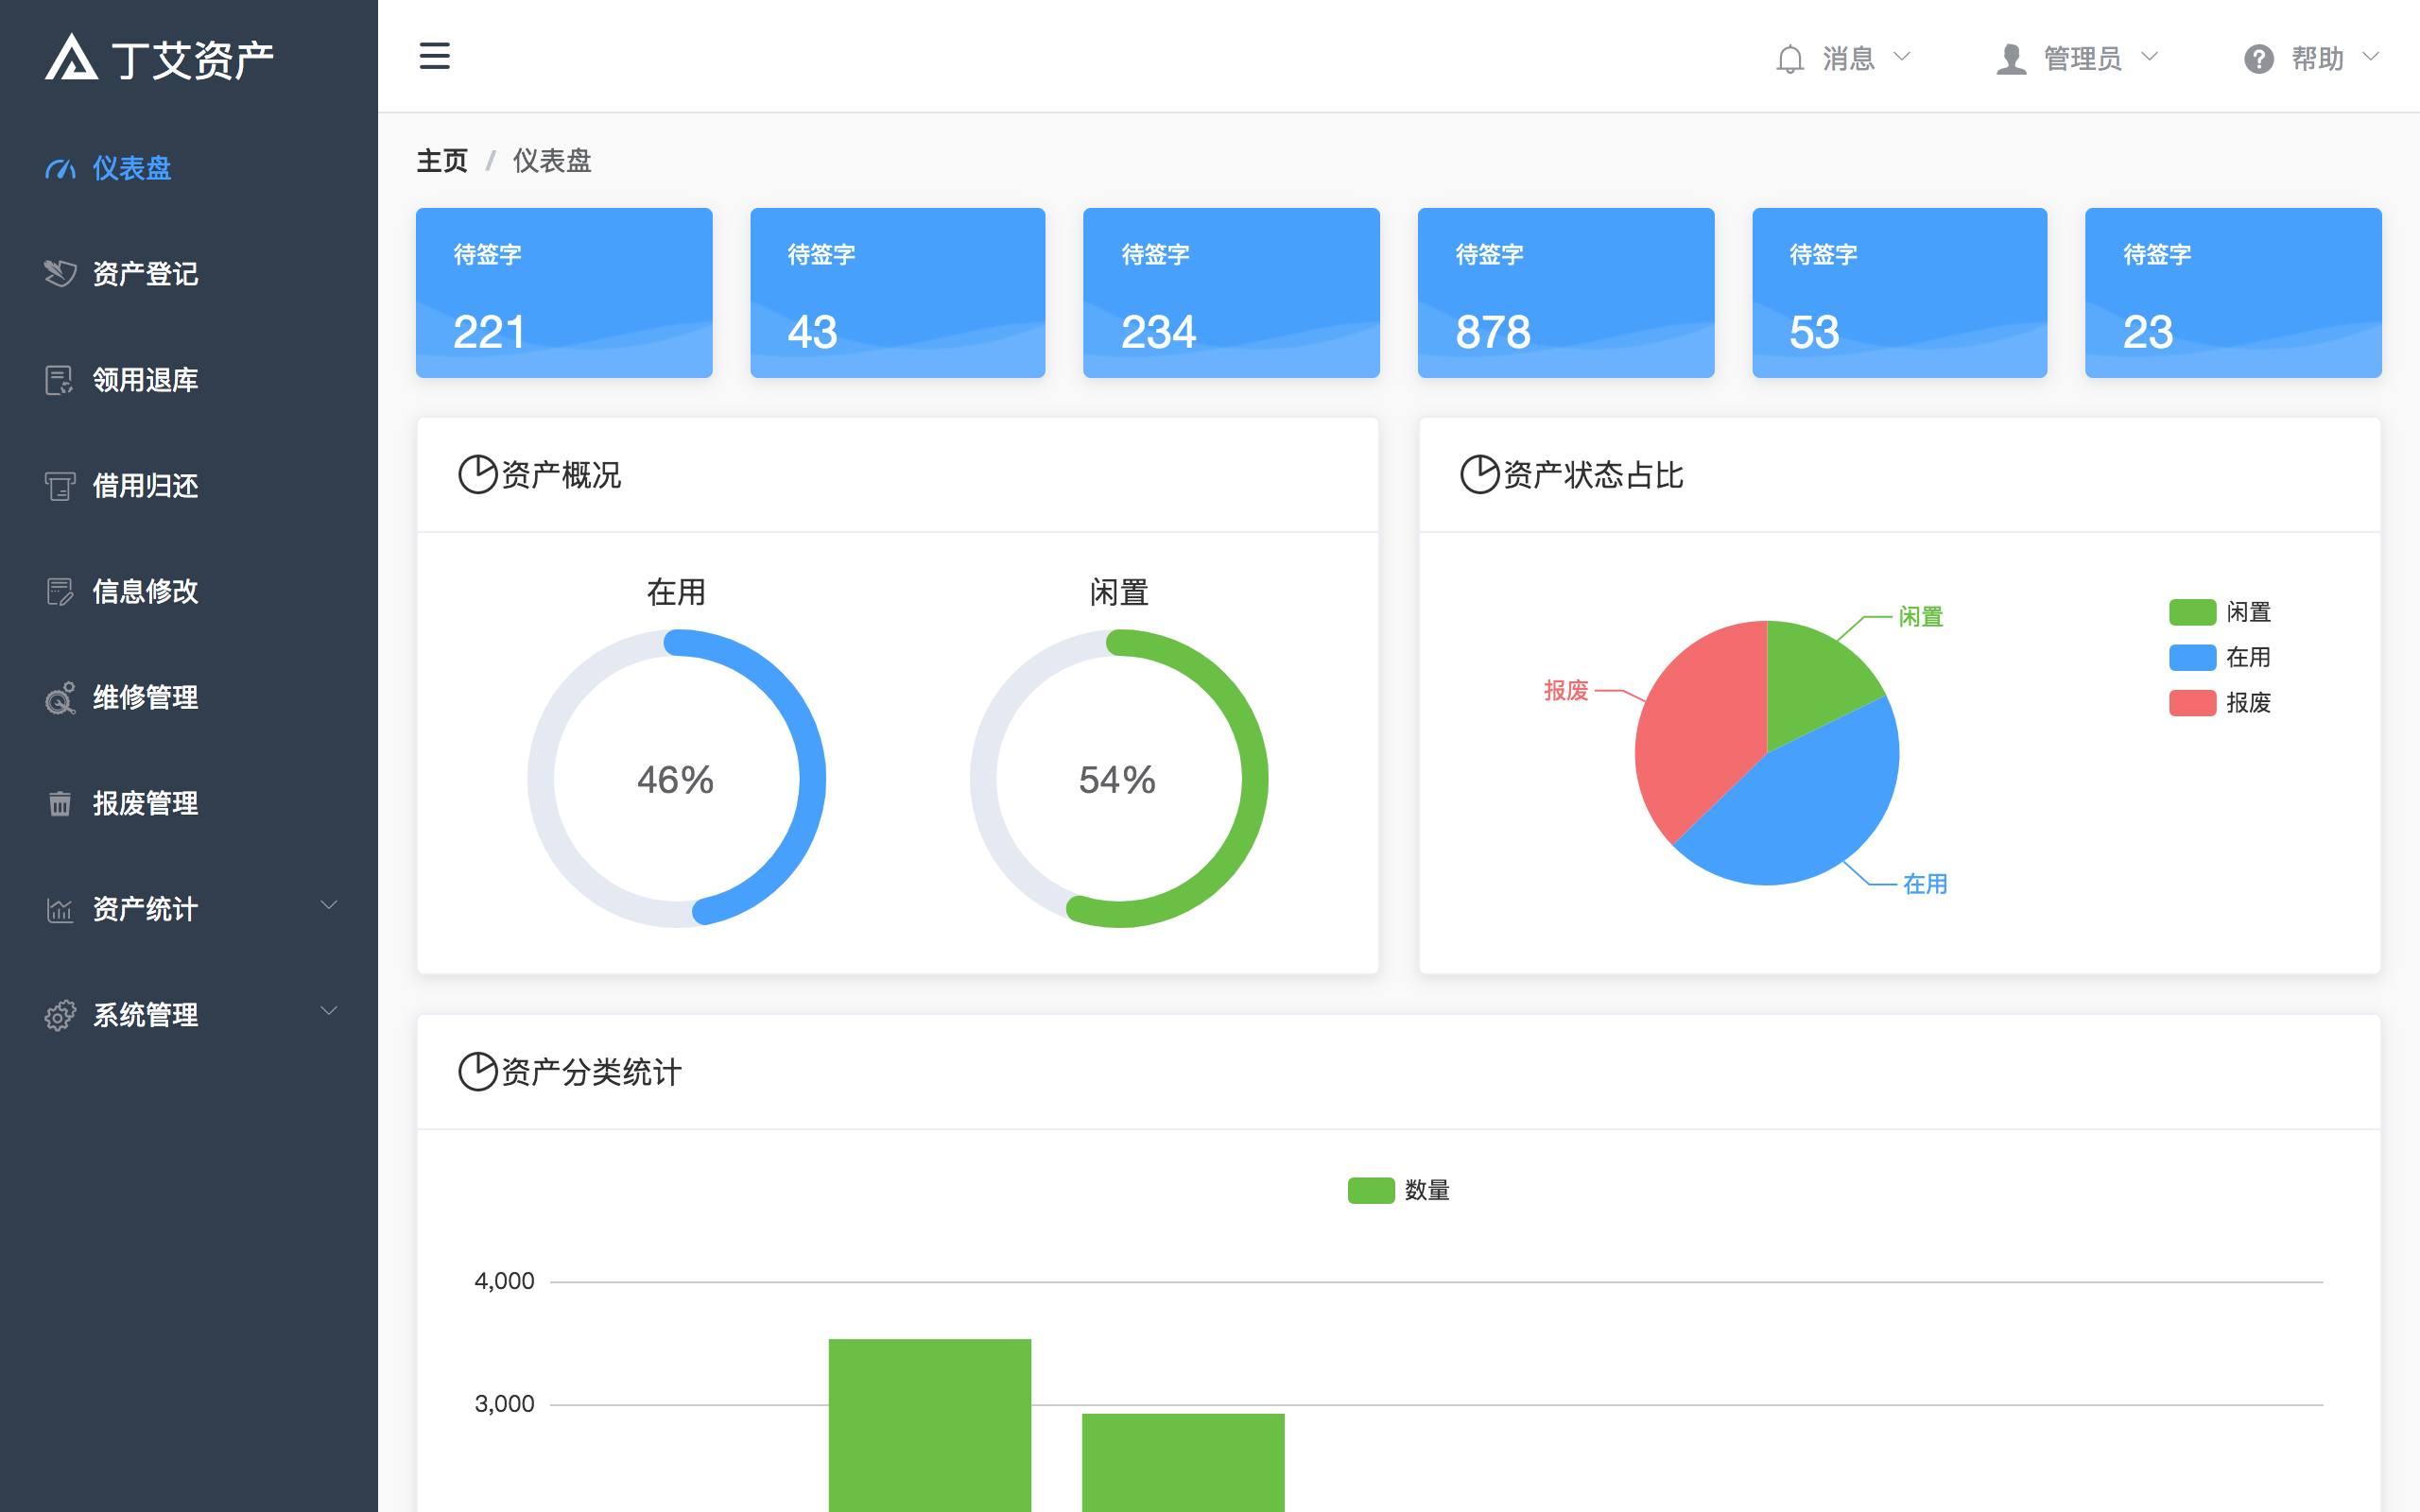 丁艾资产
消息
管理员
帮助
仪表盘
资产登记
领用退库
借用归还
信息修改
维修管理
报废管理
资产统计
系统管理
主页 / 仪表盘
待签字
221
待签字
43
待签字
234
待签字
878
待签字
53
待签字
23
资产概况
在用
46%
闲置
54%
资产状态占比
闲置
报废
在用
闲置
在用
报废
资产分类统计
数量
4,000
3,000